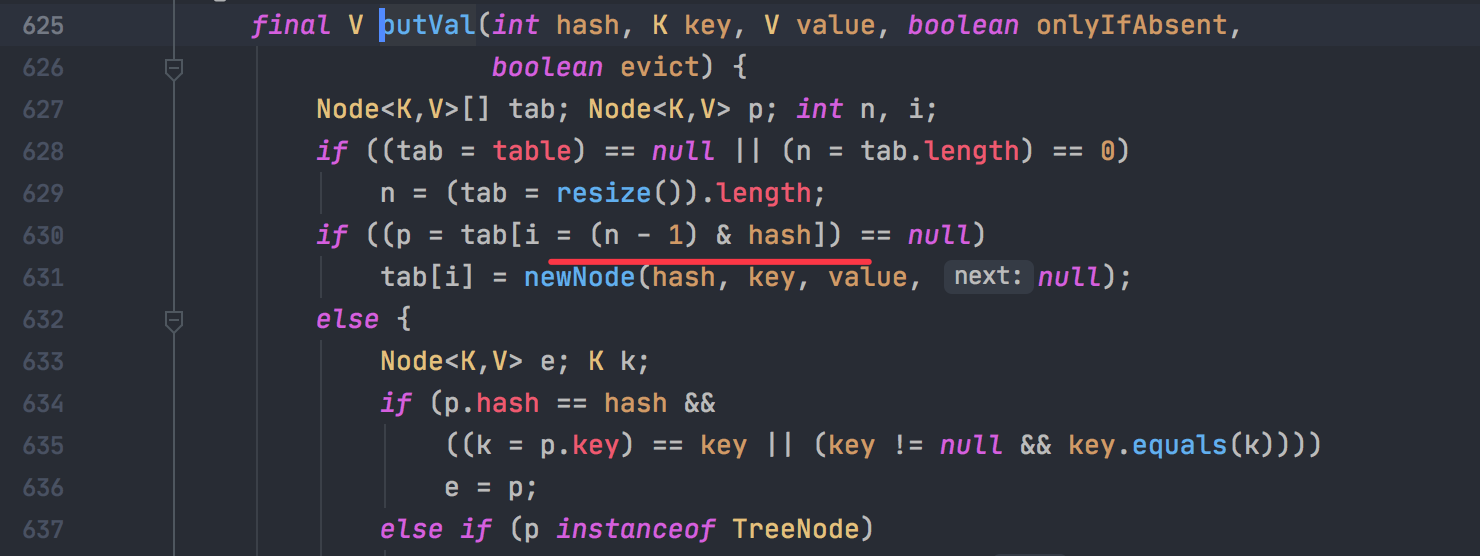 625 final V putVal(int hash, K key, V value, boolean onlyIfAbsent,
626 boolean evict) {
627 Node<K,V>[] tab; Node<K,V> p; int n, i;
628 if ((tab = table) == null || (n = tab.length) == 0)
629 n = (tab = resize()).length;
630 if ((p = tab[i = (n - 1) & hash]) == null)
631 tab[i] = newNode(hash, key, value, next: null);
632 else {
633 Node<K,V> e; K k;
634 if (p.hash == hash &&
635 ((k = p.key) == key || (key != null && key.equals(k))))
636 e = p;
637 else if (p instanceof TreeNode)